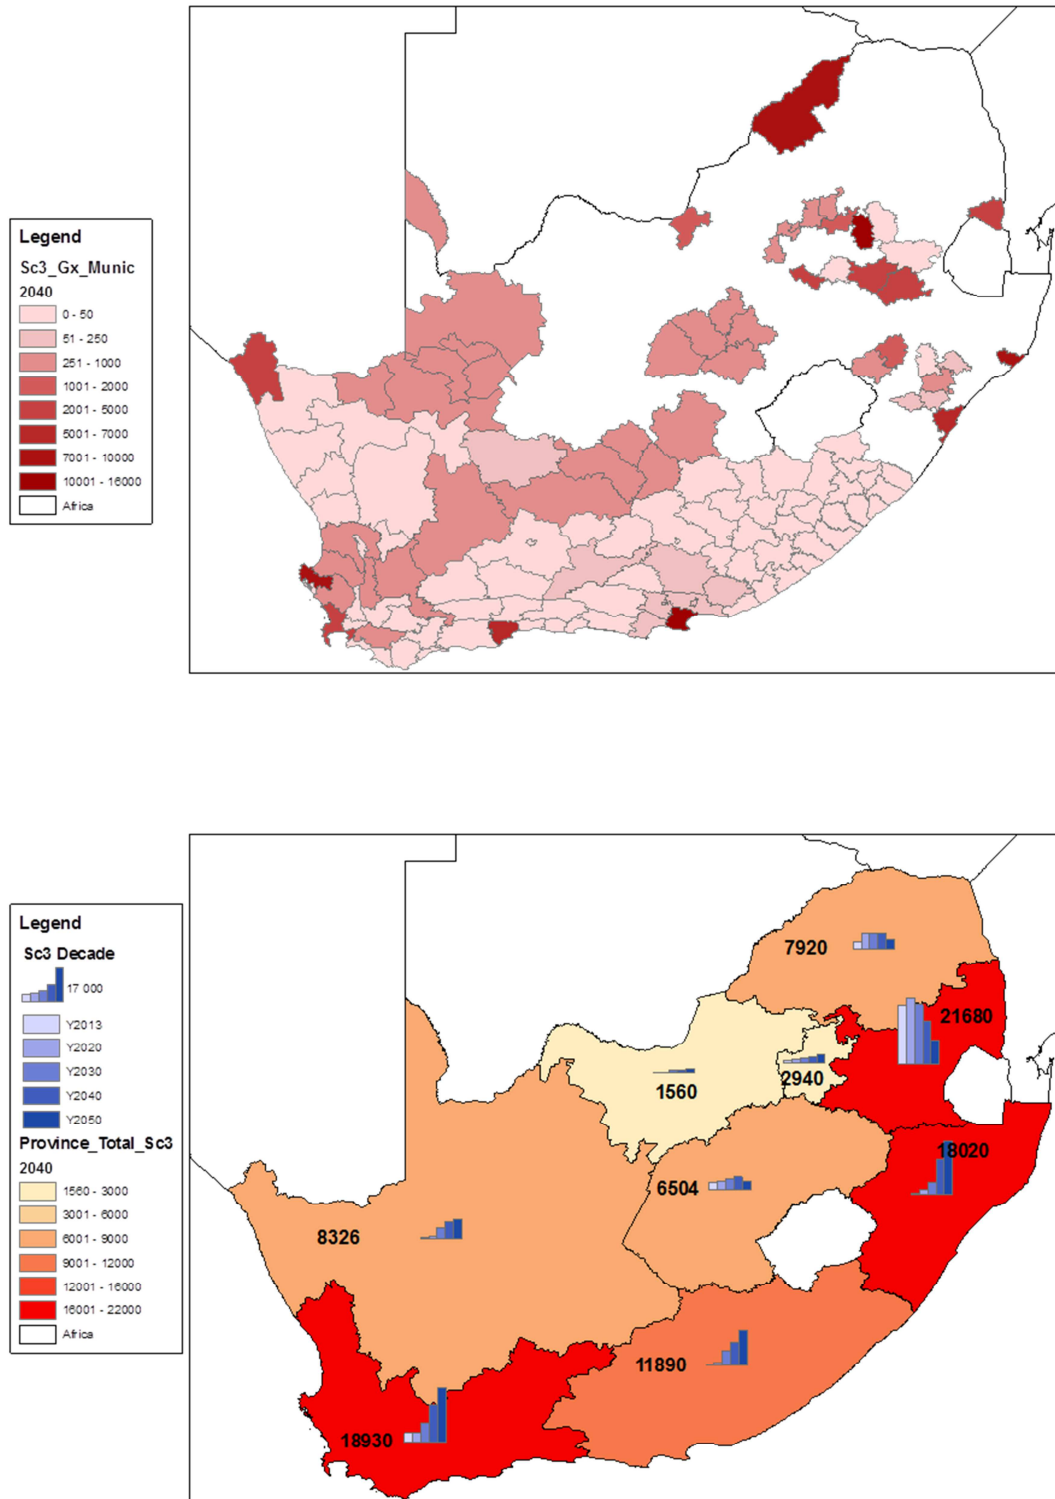 Legend
Sc3_Gx_Munic
2040
0 - 50
51 - 250
251 - 1000
1001 - 2000
2001 - 5000
5001 - 7000
7001 - 10000
10001 - 16000
Africa
Legend
Sc3 Decade
17 000
Y2013
Y2020
Y2030
Y2040
Y2050
Province_Total_Sc3
2040
1560 - 3000
3001 - 6000
6001 - 9000
9001 - 12000
12001 - 16000
16001 - 22000
Africa
7920
21680
1560
2940
18020
6504
8326
11890
18930